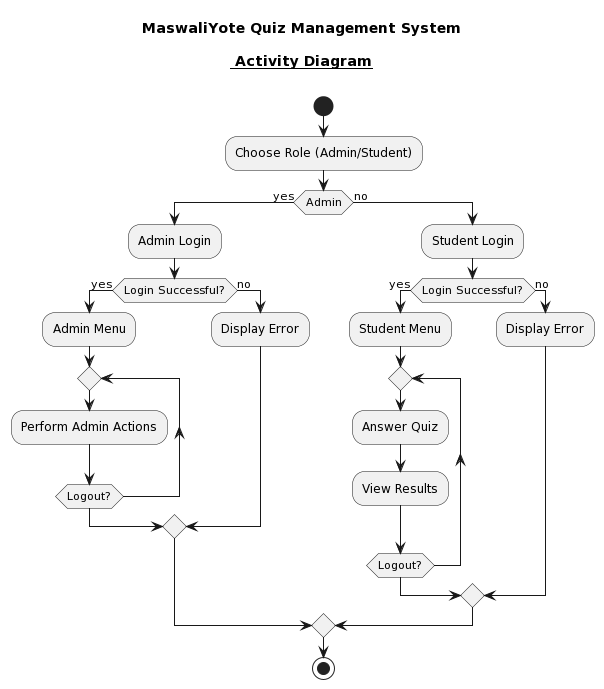 MaswaliYote Quiz Management System
Activity Diagram
Choose Role (Admin/Student)
yes
Admin
no
Admin Login
Student Login
yes
Login Successful?
no
yes
Login Successful?
no
Admin Menu
Display Error
Student Menu
Display Error
Perform Admin Actions
Answer Quiz
View Results
Logout?
Logout?